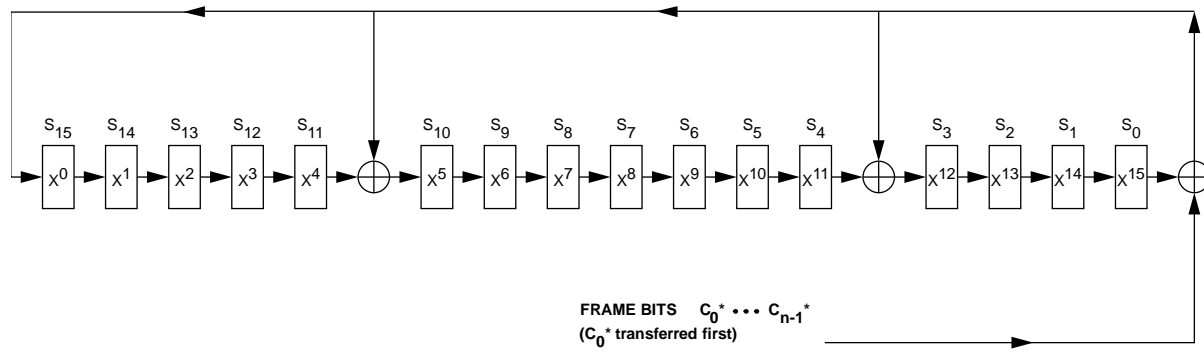 S15 S14 S13 S12 S11 S10 S9 S8 S7 S6 S5 S4 S3 S2 S1 S0
X0 X1 X2 X3 X4 X5 X6 X7 X8 X9 X10 X11 X12 X13 X14 X15
FRAME BITS C0* • • • Cn-1*
(C0* transferred first)